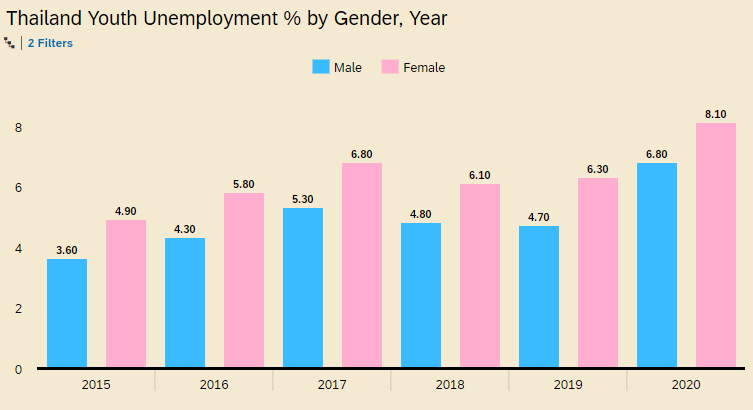 Thailand Youth Unemployment % by Gender, Year
2 Filters
Male Female
8
6
4
2
0
3.60 4.90 4.30 5.80 5.30 6.80 4.80 6.10 4.70 6.30 6.80 8.10
2015 2016 2017 2018 2019 2020